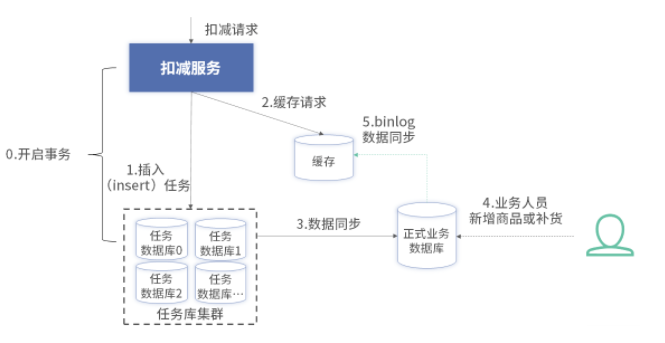 扣减请求
扣减服务
2.缓存请求
5.binlog
数据同步
0.开启事务
1.插入
（insert）任务
缓存
4.业务人员
新增商品或补货
3.数据同步
正式业务
数据库
任务
数据库0
任务
数据库1
任务
数据库2
任务
数据库…
任务库集群